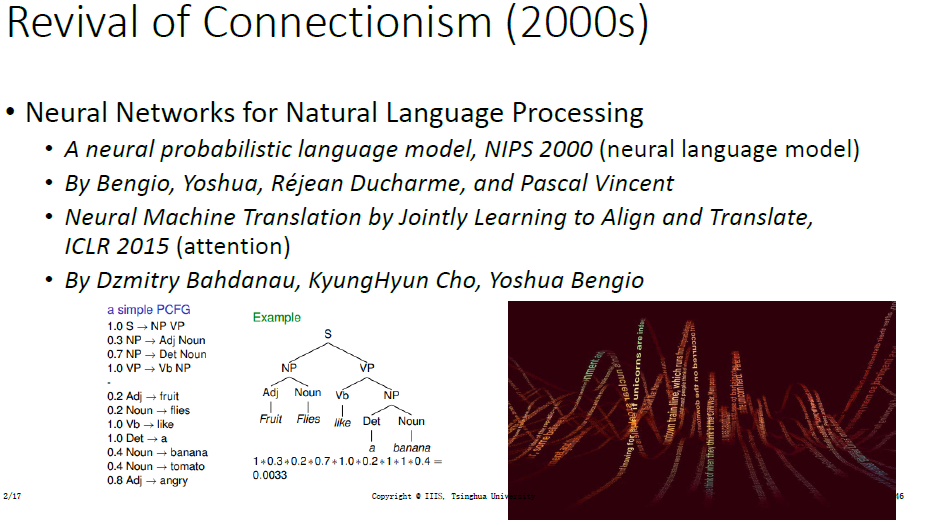 Revival of Connectionism (2000s)
• Neural Networks for Natural Language Processing
• A neural probabilistic language model, NIPS 2000 (neural language model)
• By Bengio, Yoshua, Réjean Ducharme, and Pascal Vincent
• Neural Machine Translation by Jointly Learning to Align and Translate,
ICLR 2015 (attention)
• By Dzmitry Bahdanau, KyungHyun Cho, Yoshua Bengio
a simple PCFG
1.0 S → NP VP
0.3 NP → Adj Noun
0.7 NP → Det Noun
1.0 VP → Vb NP
-
0.2 Adj → fruit
0.2 Noun → flies
1.0 Vb → like
1.0 Det → a
0.4 Noun → banana
0.4 Noun → tomato
0.8 Adj → angry
Example
S
NP VP
Adj Noun Vb NP
Fruit Flies like Det Noun
a banana
1*0.3*0.2*0.7*1.0*0.2*1*1*0.4 =
0.0033
if unicorns are
train line, which
occurred on the
2/17
Copyright © IIIS, Tsinghua
46